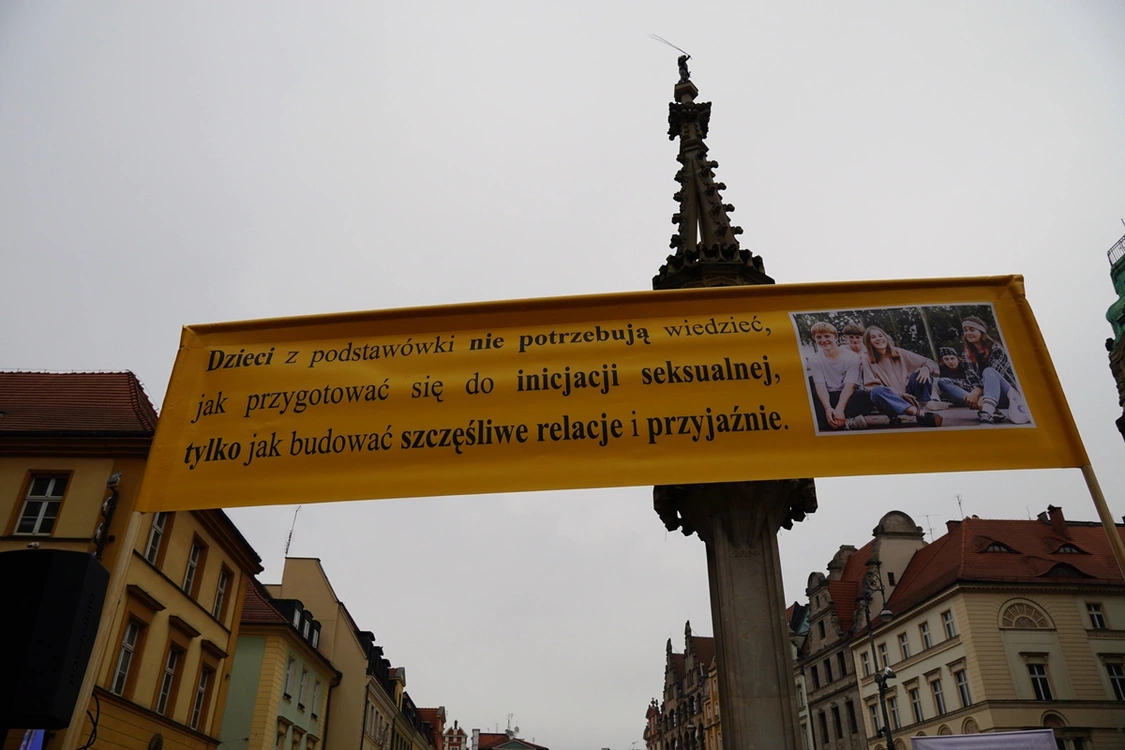 Dzieci z podstawówki nie potrzebują wiedzieć,
jak przygotować się do inicjacji seksualnej,
tylko jak budować szczęśliwe relacje i przyjaźnie.